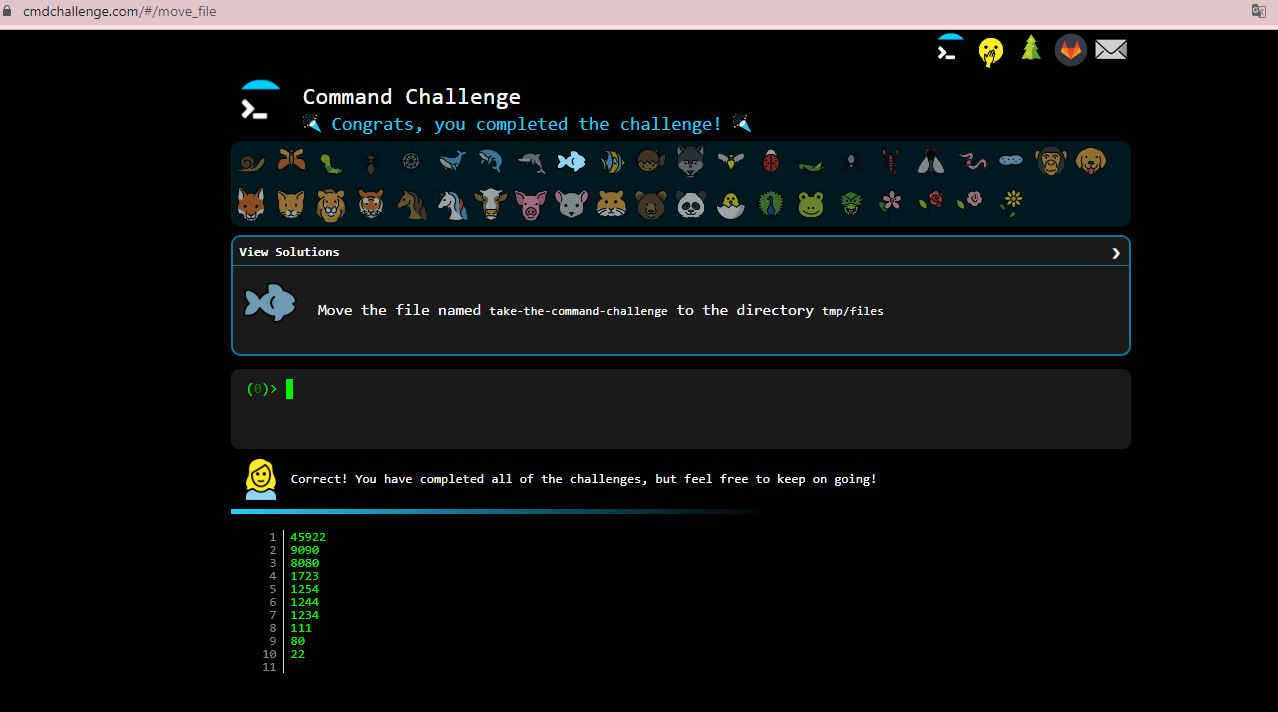 cmdchallenge.com/#/move_file
Command Challenge
Congrats, you completed the challenge!
View Solutions
Move the file named take-the-command-challenge to the directory tmp/files
(0)>
Correct! You have completed all of the challenges, but feel free to keep on going!
1 45922
2 9090
3 8080
4 1723
5 1254
6 1244
7 1234
8 111
9 80
10 22
11